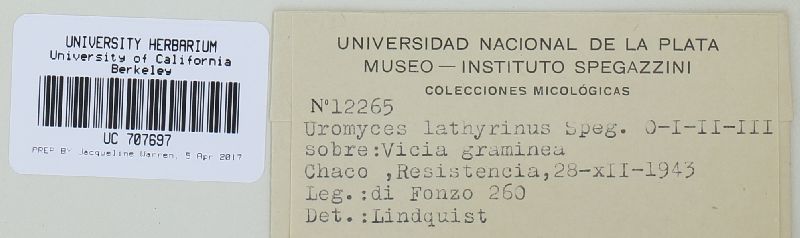 UNIVERSITY HERBARIUM
University of California
Berkeley
UC 707697
PREP BY Jacqueline Warren, 5 Apr 2017
UNIVERSIDAD NACIONAL DE LA PLATA
MUSEO — INSTITUTO SPEGAZZINI
COLECCIONES MICOLÓGICAS
Nº12265
Uromyces lathyrinus Speg. O-I-II-III
sobre:Vicia graminea
Chaco ,Resistencia,28-xII-1943
Leg.:di Fonzo 260
Det.:Lindquist